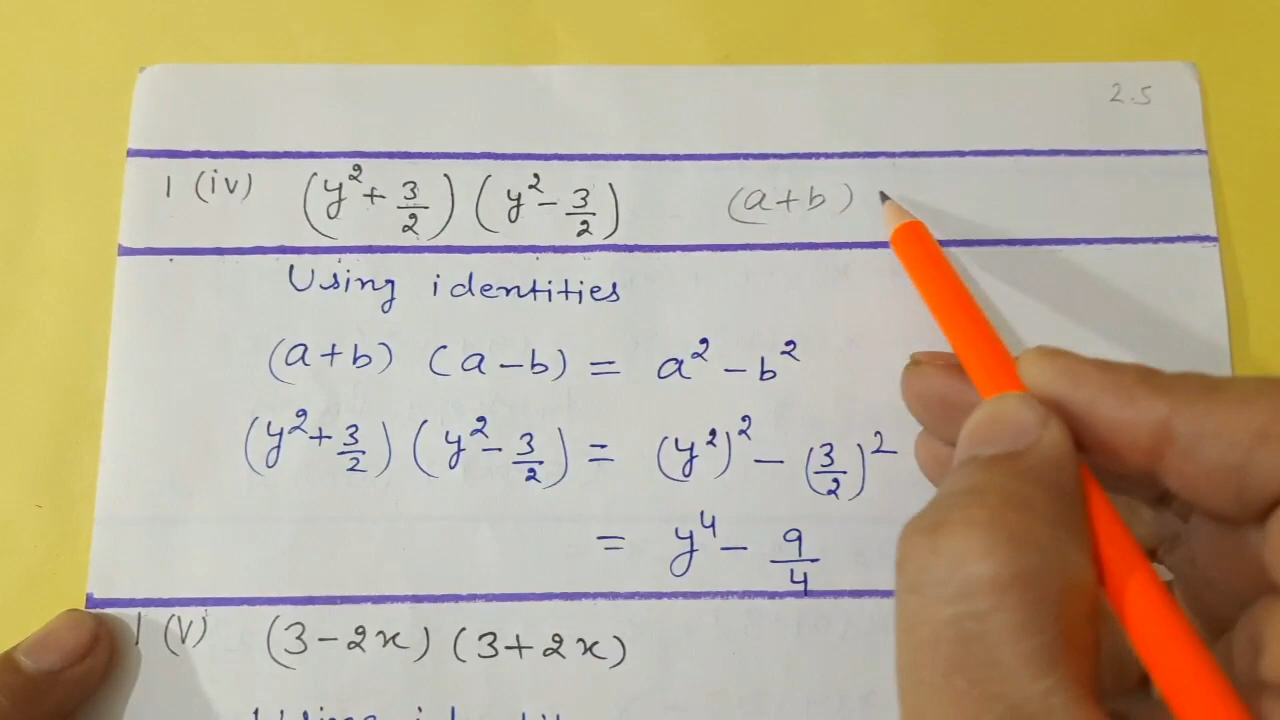 2.5
1 (iv) (y² + 3/2) (y² - 3/2) (a+b)
Using identities
(a+b) (a-b) = a² - b²
(y² + 3/2) (y² - 3/2) = (y²)² - (3/2)²
= y⁴ - 9/4
1 (v) (3-2x) (3+2x)
Using